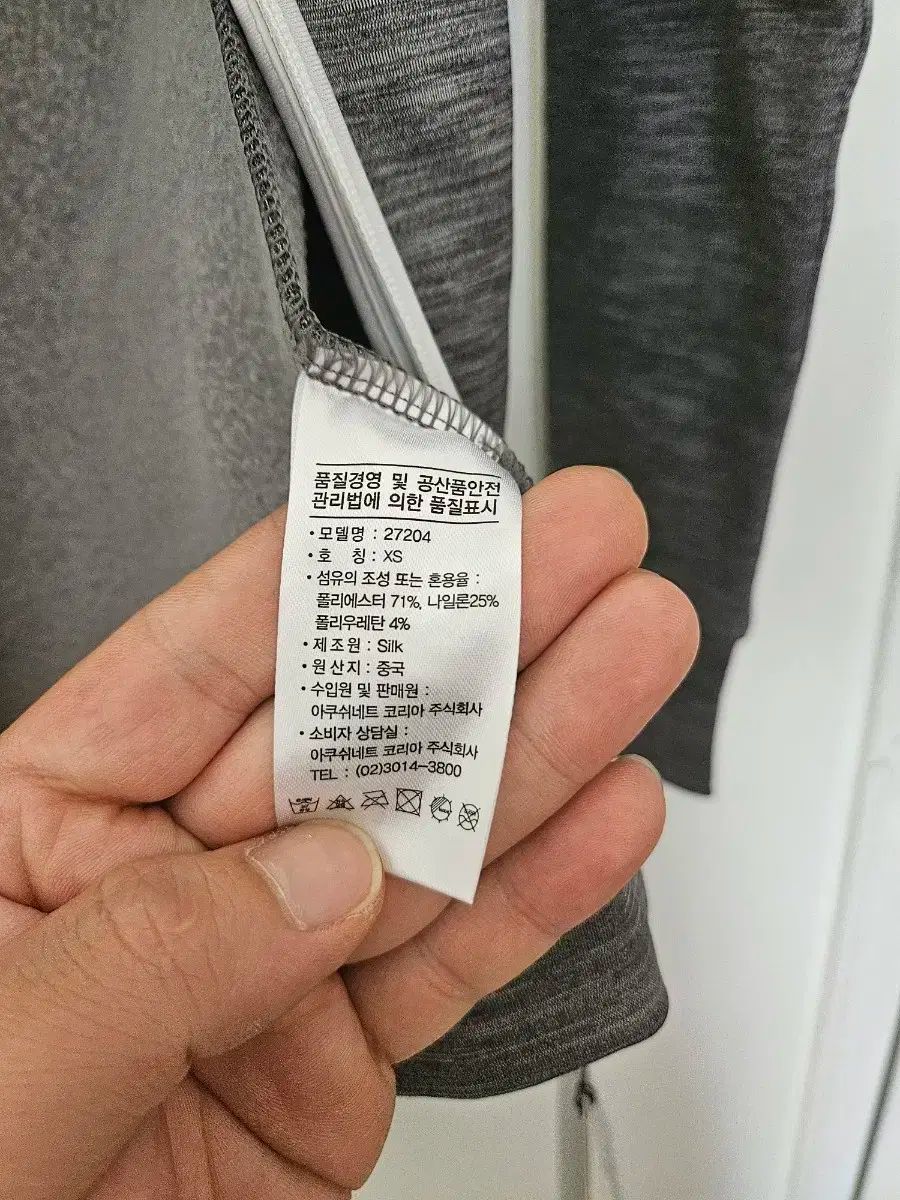 품질경영 및 공산품안전
관리법에 의한 품질표시
• 모델명 : 27204
• 호 칭 : XS
• 섬유의 조성 또는 혼용율 :
폴리에스터 71%, 나일론25%
폴리우레탄 4%
• 제조원 : Silk
• 원산지 : 중국
• 수입원 및 판매원 :
아쿠쉬네트 코리아 주식회사
• 소비자 상담실 :
아쿠쉬네트 코리아 주식회사
TEL : (02)3014-3800